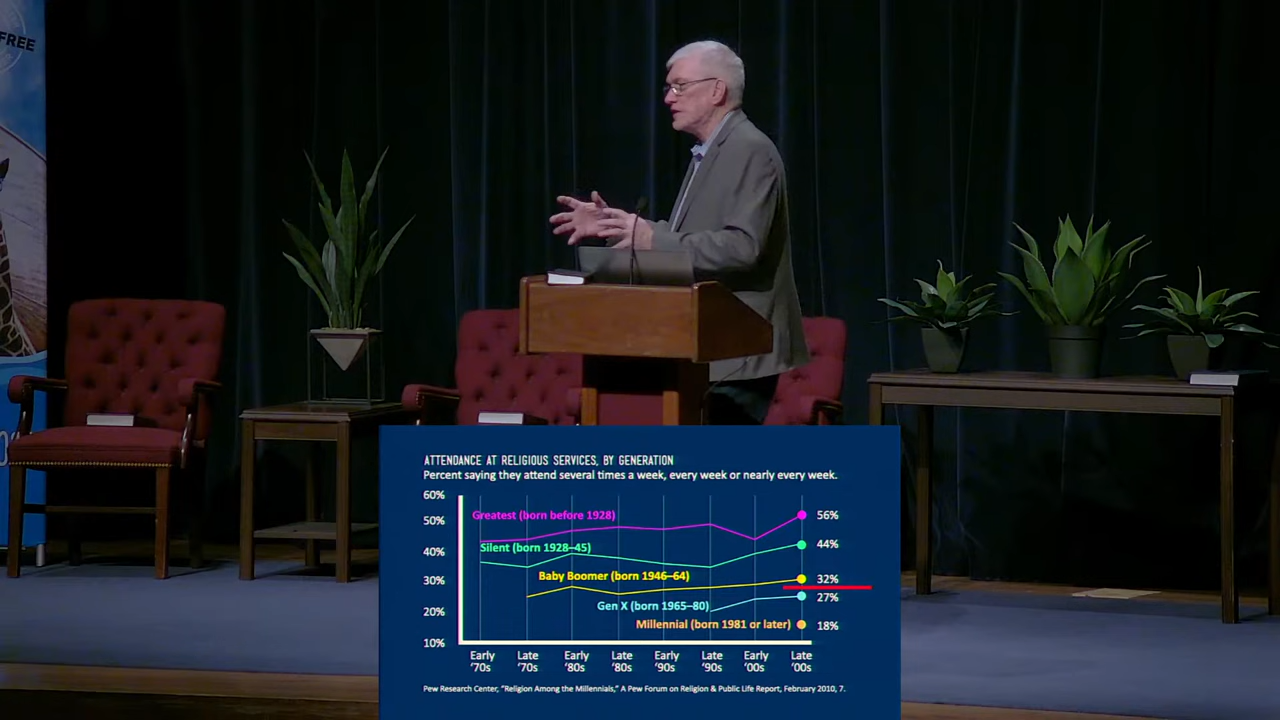 FREE
ATTENDANCE AT RELIGIOUS SERVICES, BY GENERATION
Percent saying they attend several times a week, every week or nearly every week.
60%
50%
40%
30%
20%
10%
Greatest (born before 1928)
Silent (born 1928–45)
Baby Boomer (born 1946–64)
Gen X (born 1965–80)
Millennial (born 1981 or later)
56%
44%
32%
27%
18%
Early '70s
Late '70s
Early '80s
Late '80s
Early '90s
Late '90s
Early '00s
Late '00s
Pew Research Center, "Religion Among the Millennials," A Pew Forum on Religion & Public Life Report, February 2010, 7.